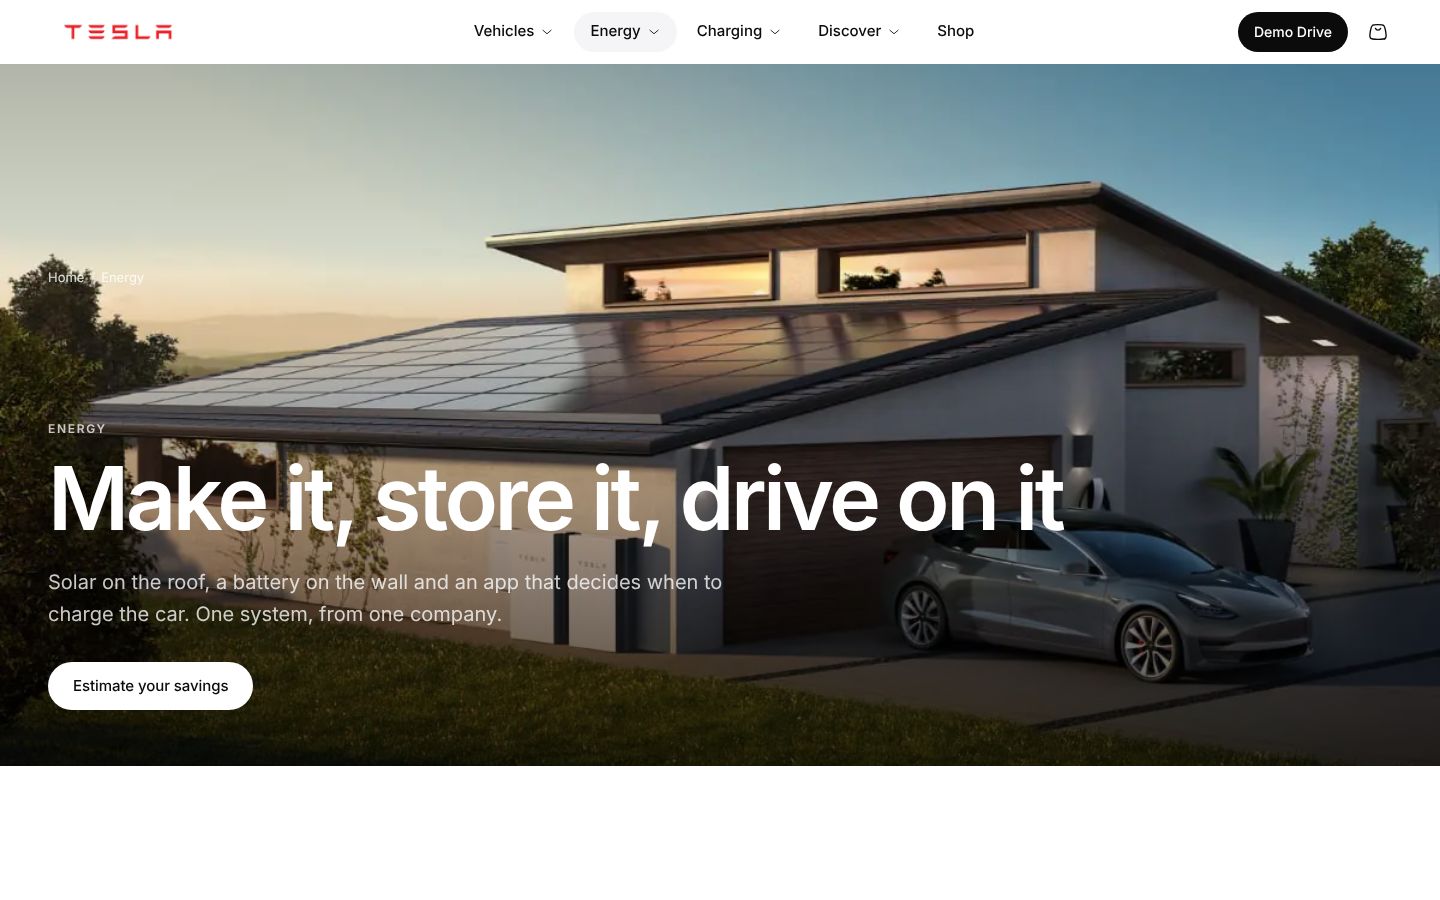 TESLA
Vehicles
Energy
Charging
Discover
Shop
Demo Drive
Home
Energy
ENERGY
Make it, store it, drive on it
Solar on the roof, a battery on the wall and an app that decides when to
charge the car. One system, from one company.
TESLA
TESLA
Estimate your savings